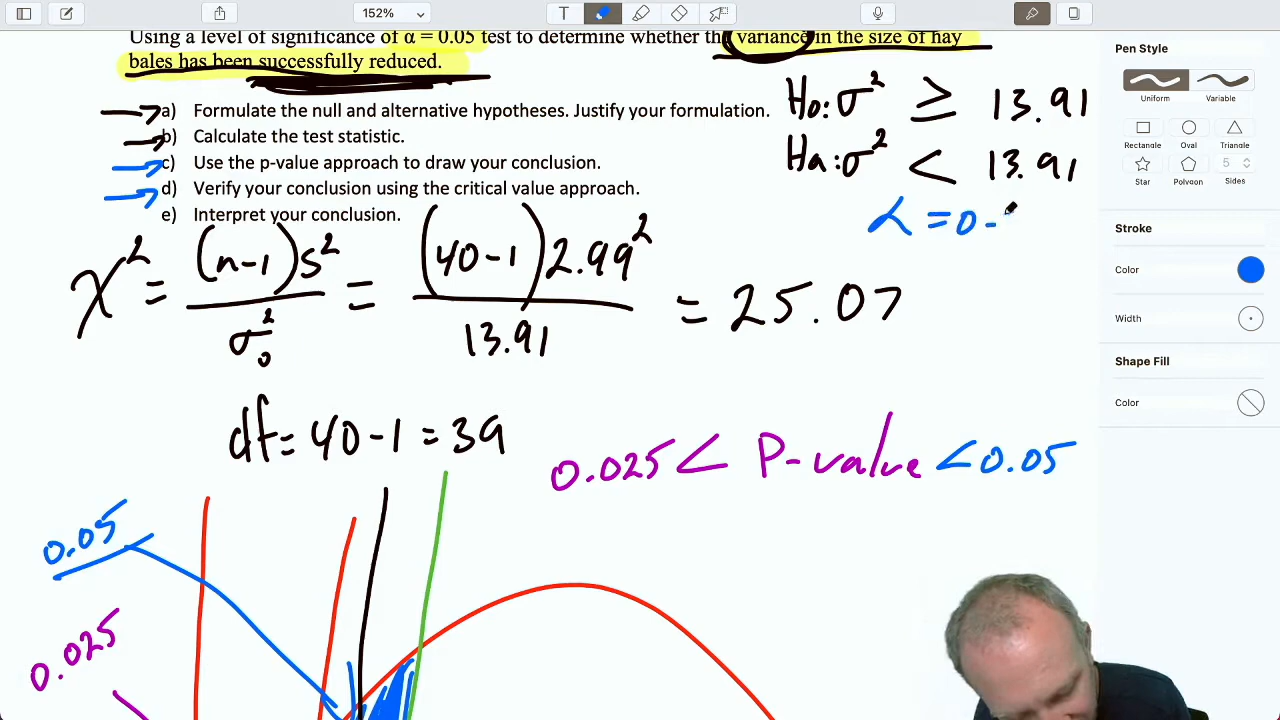 152%
T
Using a level of significance of α = 0.05 test to determine whether the variance in the size of hay
bales has been successfully reduced.
a) Formulate the null and alternative hypotheses. Justify your formulation.
b) Calculate the test statistic.
c) Use the p-value approach to draw your conclusion.
d) Verify your conclusion using the critical value approach.
e) Interpret your conclusion.
Ho: σ² ≥ 13.91
Ha: σ² < 13.91
α = 0.
χ² = (n-1)s² / σ₀² = (40-1)2.99² / 13.91 = 25.07
df = 40-1 = 39
0.025 < P-value < 0.05
0.05
0.025
Pen Style
Uniform
Variable
Rectangle
Oval
Triangle
Star
Polygon
5
Sides
Stroke
Color
Width
Shape Fill
Color